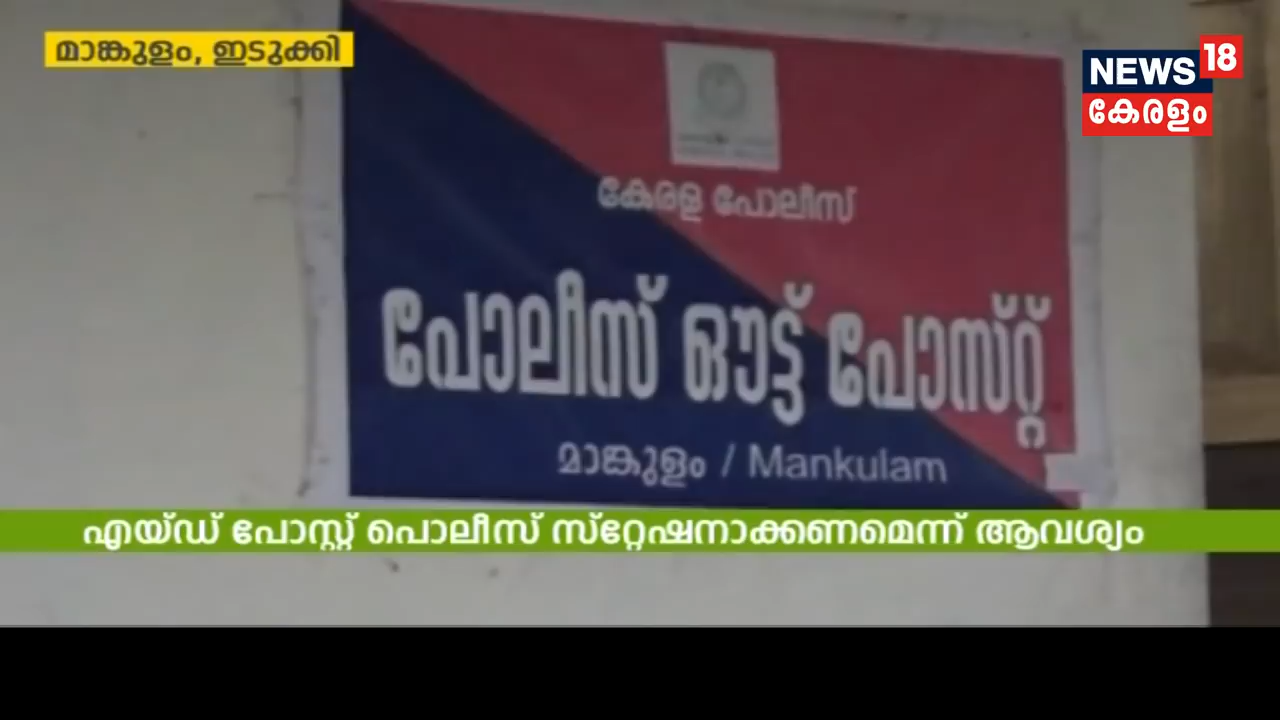 മാങ്കുളം, ഇടുക്കി
NEWS 18
കേരളം
കേരള പോലീസ്
പോലീസ് ഔട്ട് പോസ്റ്റ്
മാങ്കുളം / Mankulam
എയ്ഡ് പോസ്റ്റ് പൊലീസ് സ്റ്റേഷനാക്കണമെന്ന് ആവശ്യം